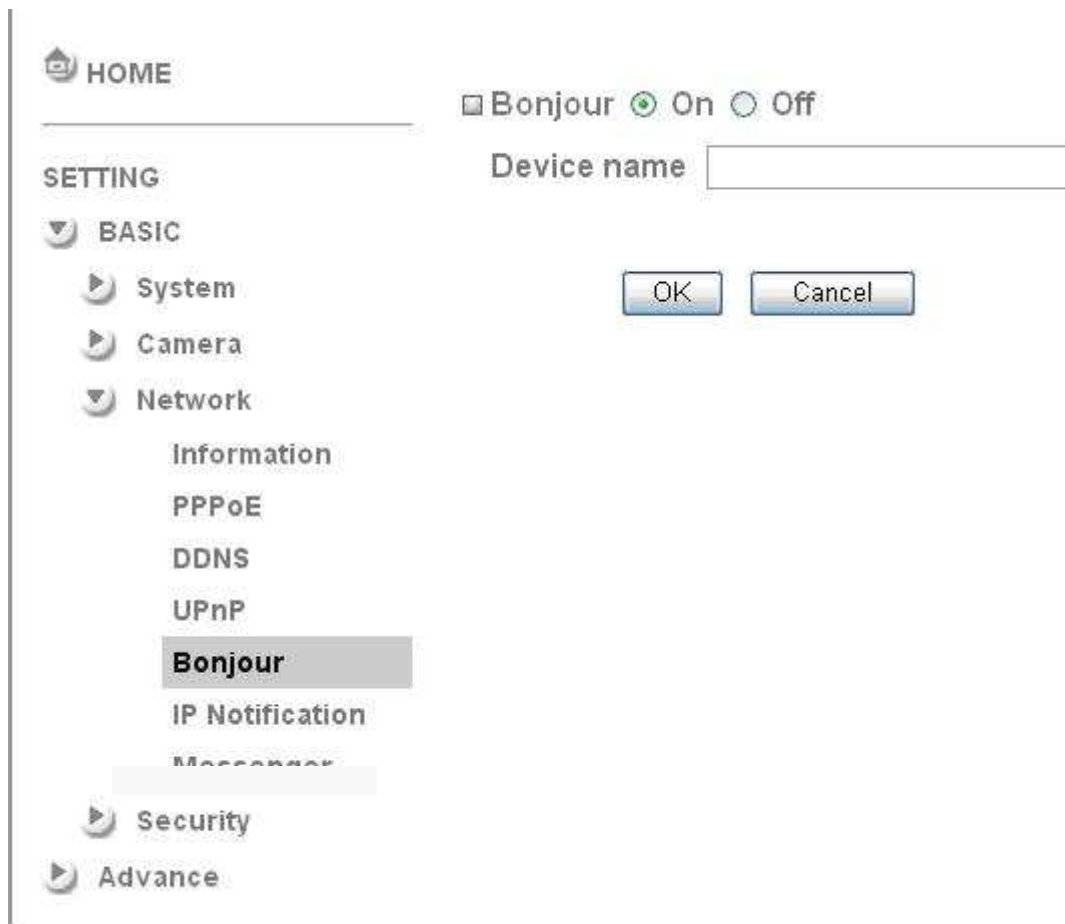 HOME
SETTING
BASIC
System
Camera
Network
Information
PPPoE
DDNS
UPnP
Bonjour
IP Notification
Messenger
Security
Advance
Bonjour On Off
Device name
OK Cancel